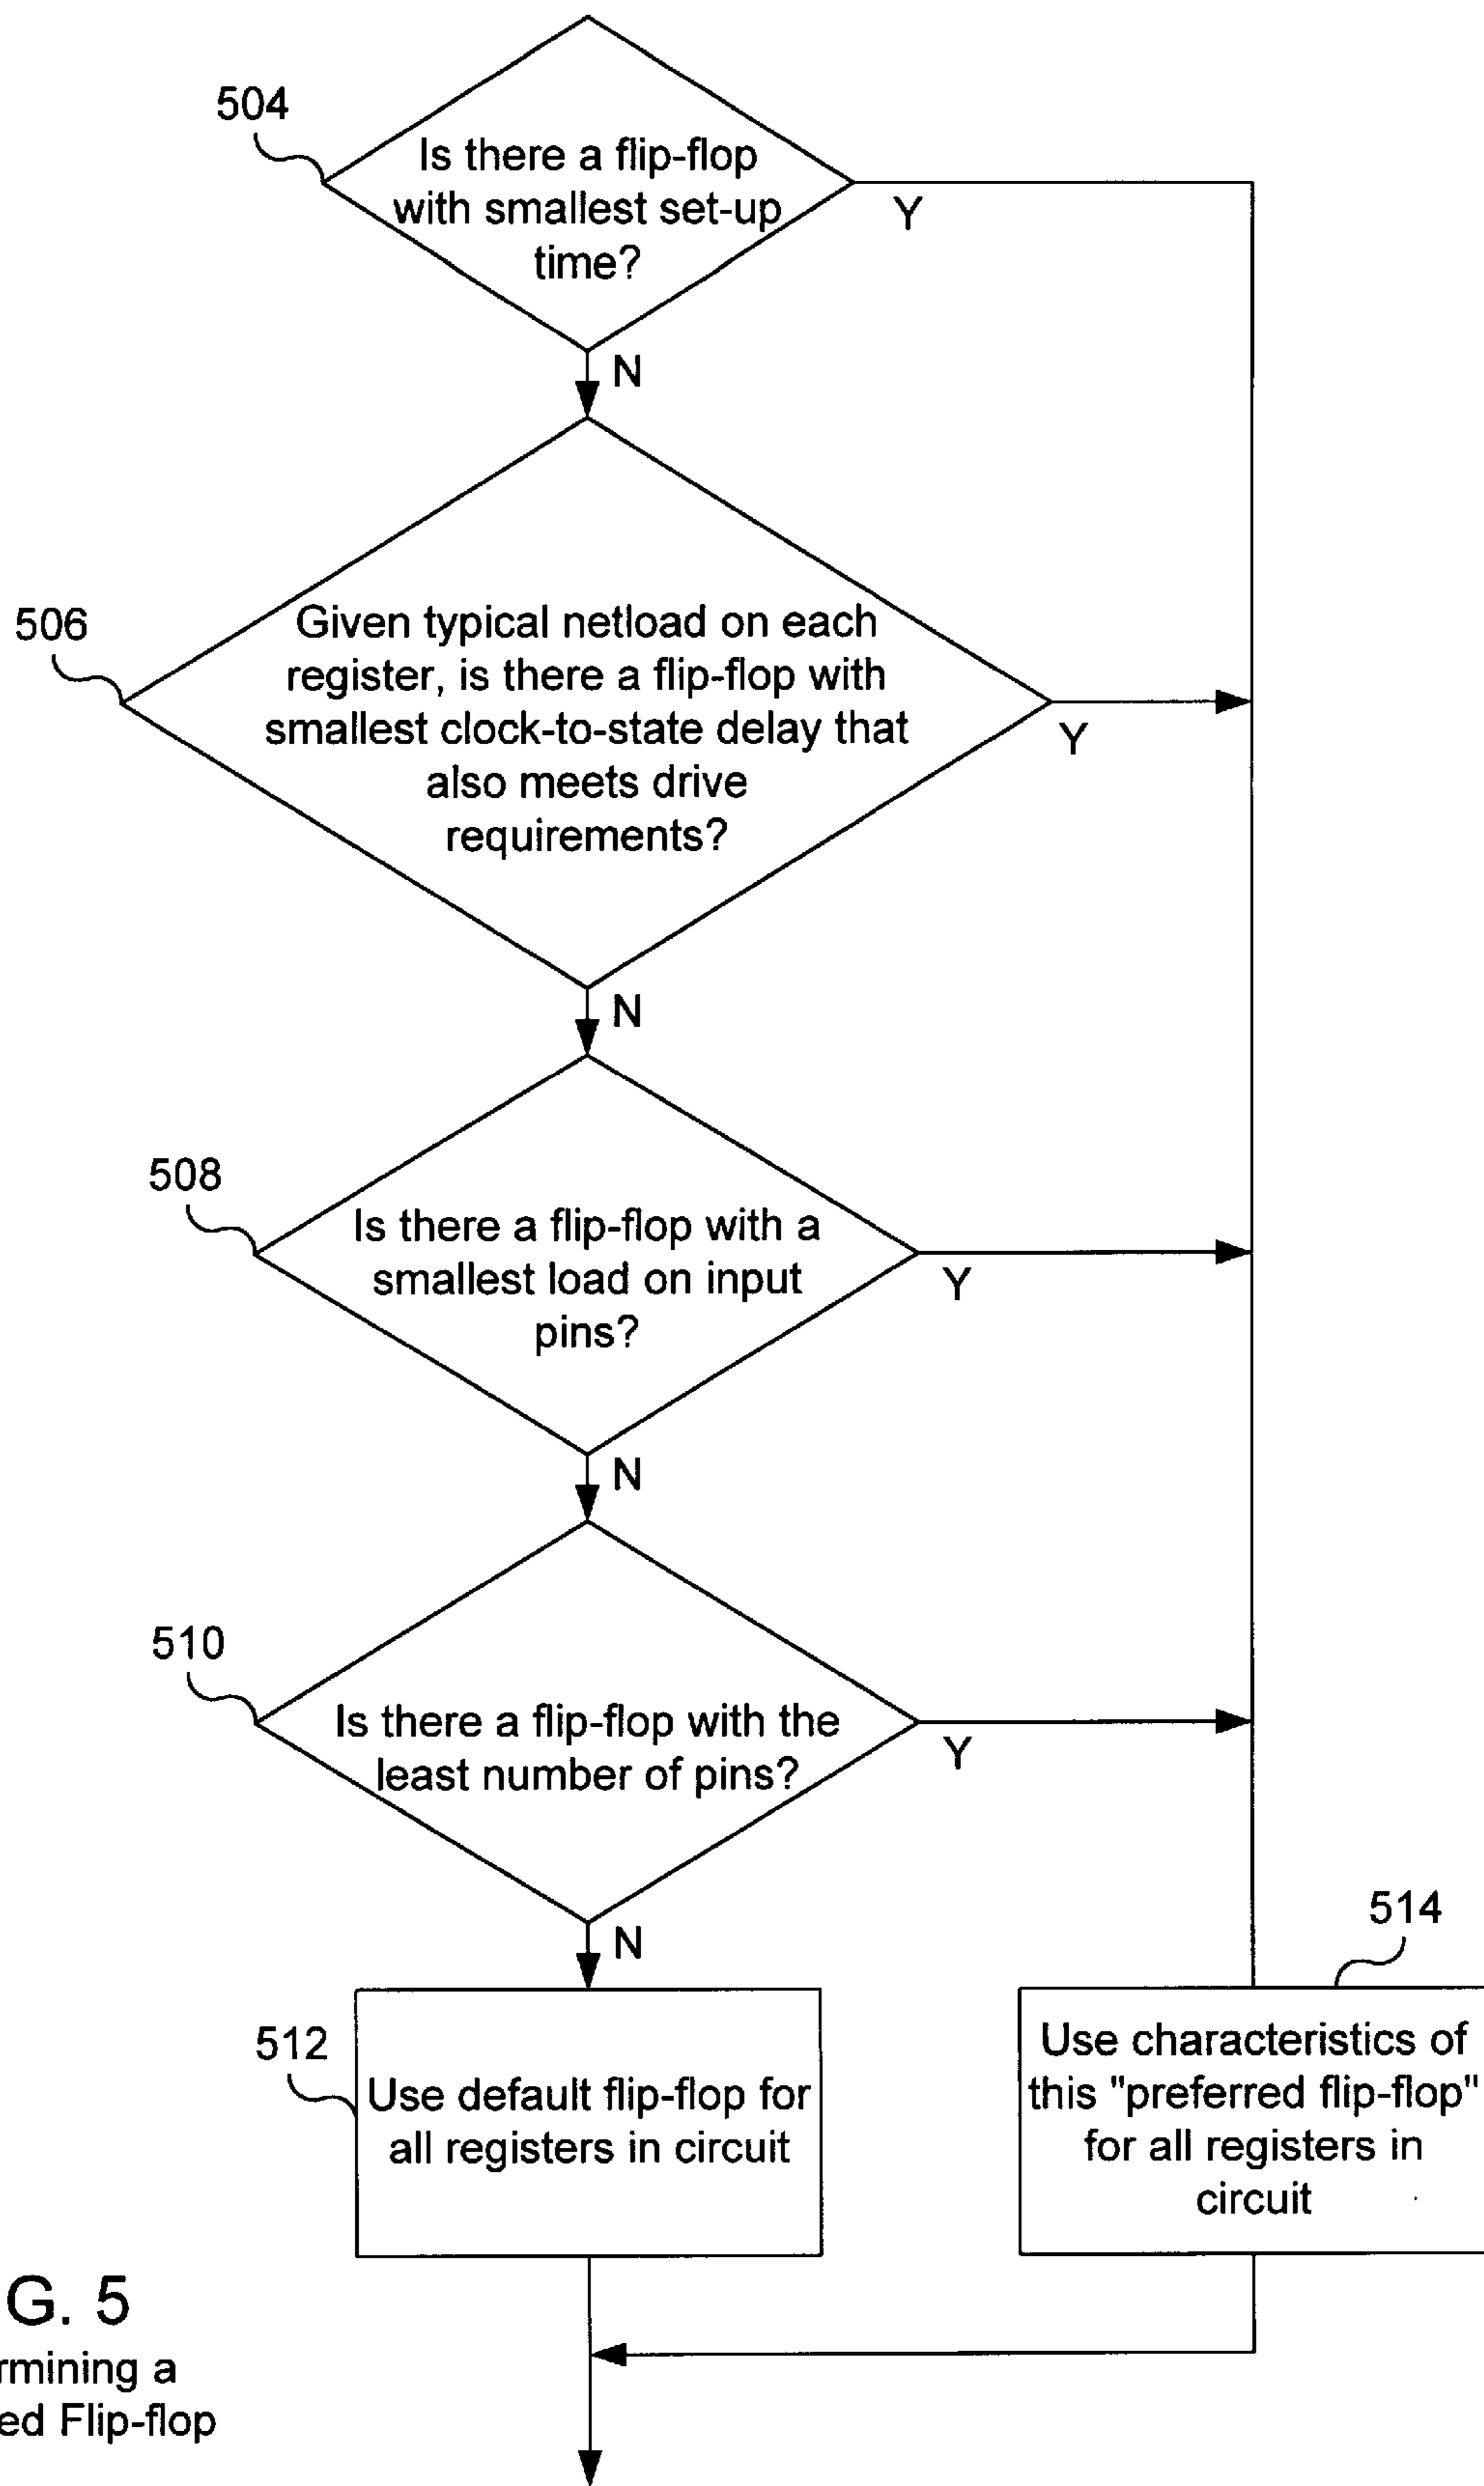 504
Is there a flip-flop
with smallest set-up
time?
Y
N
506
Given typical netload on each
register, is there a flip-flop with
smallest clock-to-state delay that
also meets drive
requirements?
Y
N
508
Is there a flip-flop with a
smallest load on input
pins?
Y
N
510
Is there a flip-flop with the
least number of pins?
Y
N
512
Use default flip-flop for
all registers in circuit
514
Use characteristics of
this "preferred flip-flop"
for all registers in
circuit
G. 5
rmining a
ed Flip-flop